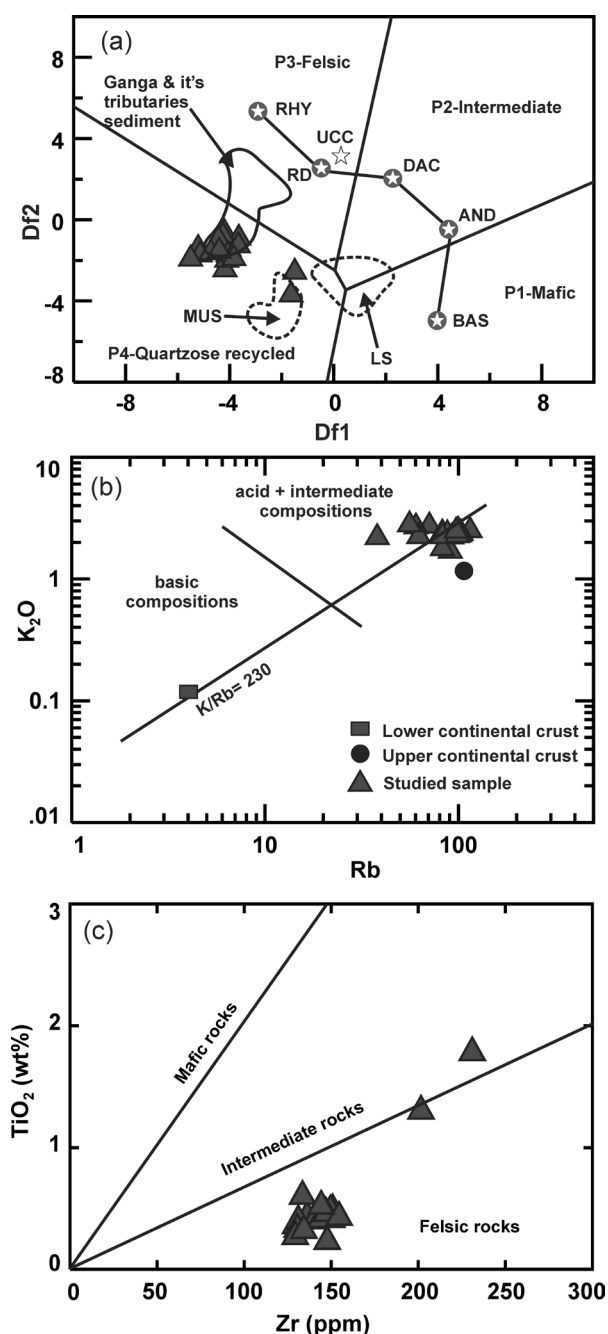 (a)
8
4
0
-4
-8
Df2
P3-Felsic
Ganga & it's
tributaries
sediment
RHY
UCC
P2-Intermediate
RD
DAC
AND
P1-Mafic
MUS
BAS
P4-Quartzose recycled
LS
-8
-4
0
4
8
Df1
(b)
10
1
0.1
.01
K₂O
acid + intermediate
compositions
basic
compositions
K/Rb= 230
Lower continental crust
Upper continental crust
Studied sample
1
10
100
Rb
(c)
3
2
1
0
TiO₂ (wt%)
Mafic rocks
Intermediate rocks
Felsic rocks
0
50
100
150
200
250
300
Zr (ppm)